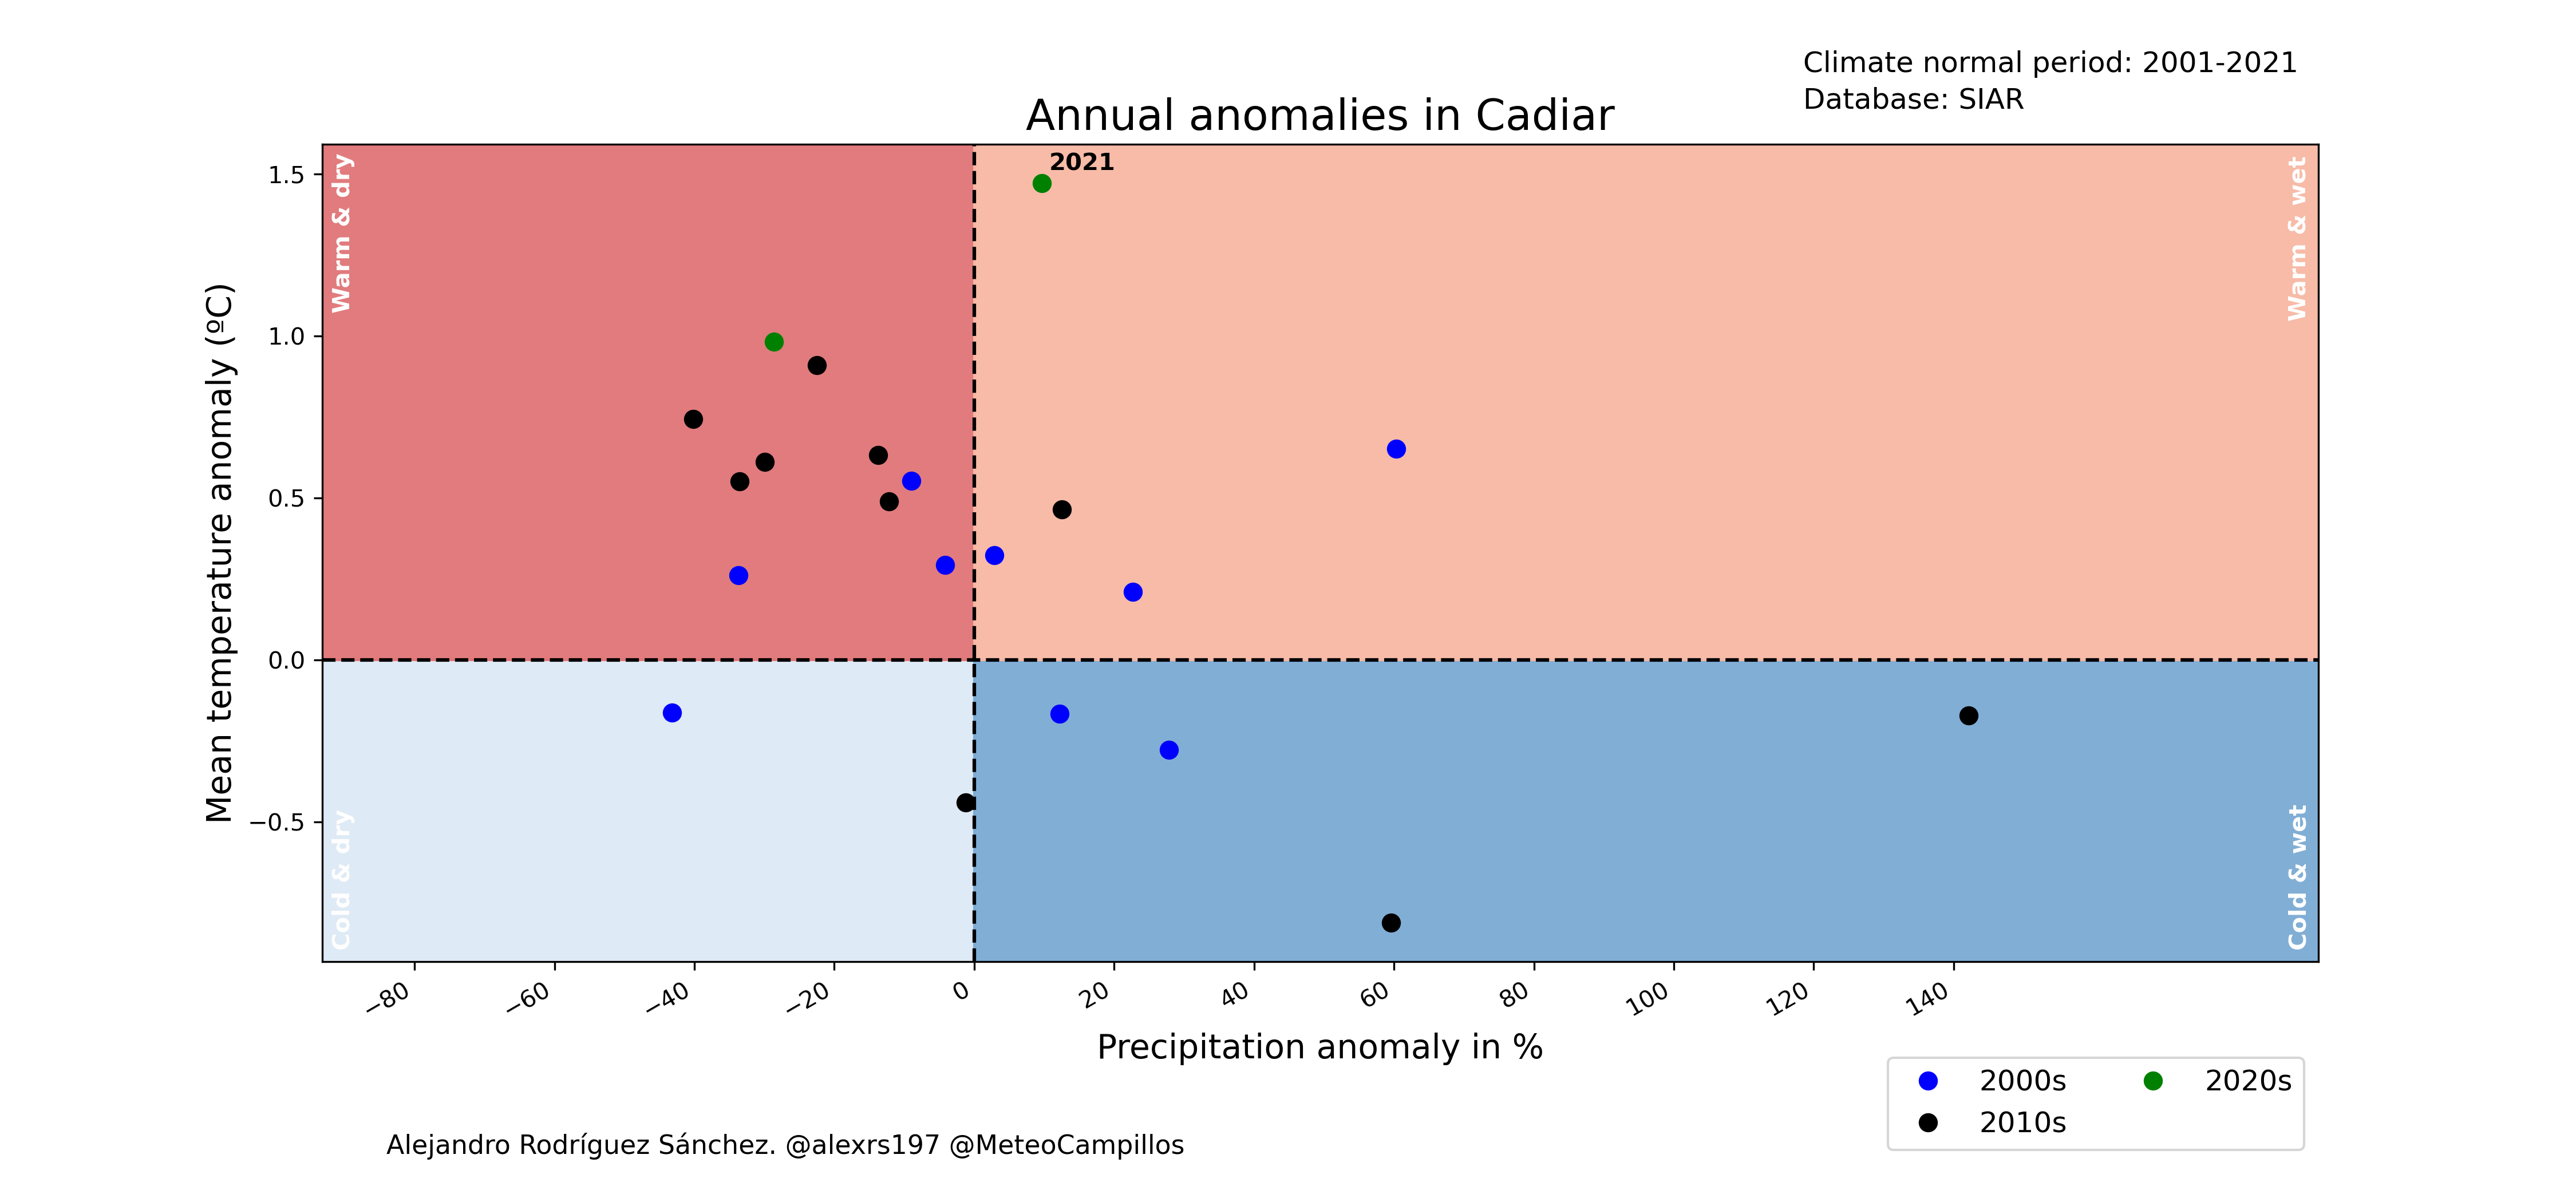 Climate normal period: 2001-2021
Database: SIAR
Annual anomalies in Cadiar
Warm & dry
Warm & wet
2021
1.5
1.0
0.5
0.0
−0.5
Mean temperature anomaly (ºC)
Cold & dry
Cold & wet
−80 −60 −40 −20 0 20 40 60 80 100 120 140
Precipitation anomaly in %
2000s 2020s
2010s
Alejandro Rodríguez Sánchez. @alexrs197 @MeteoCampillos